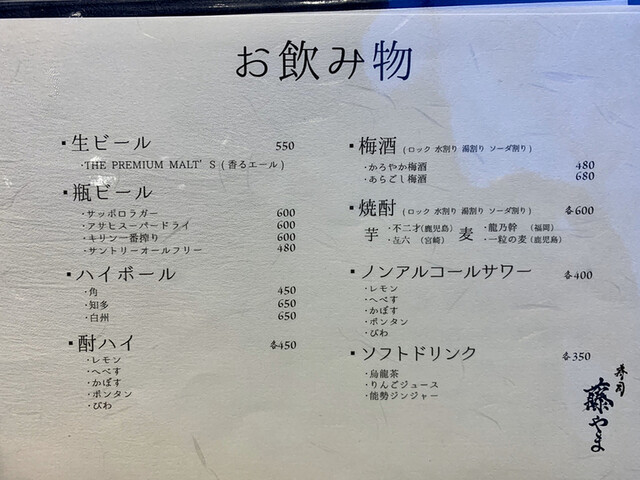 お飲み物
▪生ビール 550
・THE PREMIUM MALT'S (香るエール)
▪瓶ビール
・サッポロラガー 600
・アサヒスーパードライ 600
・キリン一番搾り 600
・サントリーオールフリー 480
▪ハイボール
・角 450
・知多 650
・白州 650
▪酎ハイ 各450
・レモン
・へべす
・かぼす
・ポンタン
・びわ
▪梅酒 (ロック 水割り 湯割り ソーダ割り)
・かろやか梅酒 480
・あらごし梅酒 680
▪焼酎 (ロック 水割り 湯割り ソーダ割り) 各600
芋 ・不二才(鹿児島) 麦 ・龍乃幹 (福岡)
・㐂六 (宮崎) ・一粒の麦(鹿児島)
▪ノンアルコールサワー 各400
・レモン
・へべす
・かぼす
・ポンタン
・びわ
▪ソフトドリンク 各350
・烏龍茶
・りんごジュース
・能勢ジンジャー
寿司
藤やま